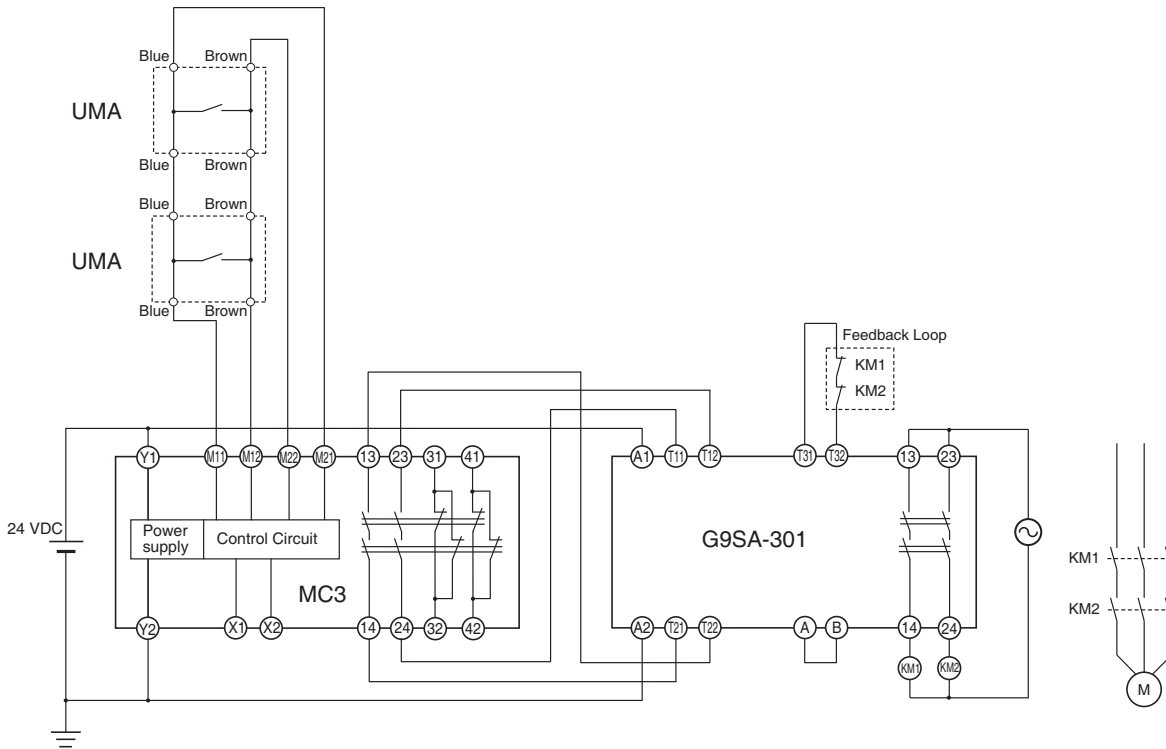 Blue Brown
UMA
Blue Brown
Blue Brown
UMA
Blue Brown
Feedback Loop
KM1
KM2
Y1 M11 M12 M22 M21 13 23 31 41
A1 T11 T12 T31 T32 13 23
24 VDC
Power
supply
Control Circuit
MC3
G9SA-301
KM1
KM2
Y2 X1 X2 14 24 32 42
A2 T21 T22 A B 14 24
KM1 KM2
M